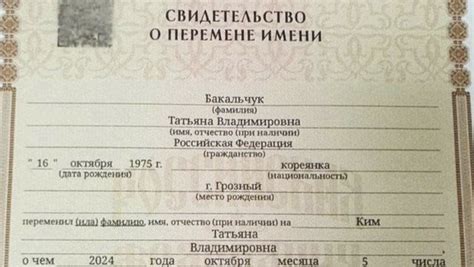 СВИДЕТЕЛЬСТВО
О ПЕРЕМЕНЕ ИМЕНИ
Бакальчук
(фамилия)
Татьяна Владимировна
(имя, отчество (при наличии)
Российская Федерация
(гражданство)
" 16 " октября 1975 г. кореянка
(дата рождения) (национальность)
г. Грозный
(место рождения)
переменил (ила) фамилию, имя, отчество (при наличии) на Ким
Татьяна
Владимировна
о чем 2024 года октября месяца 5 числа